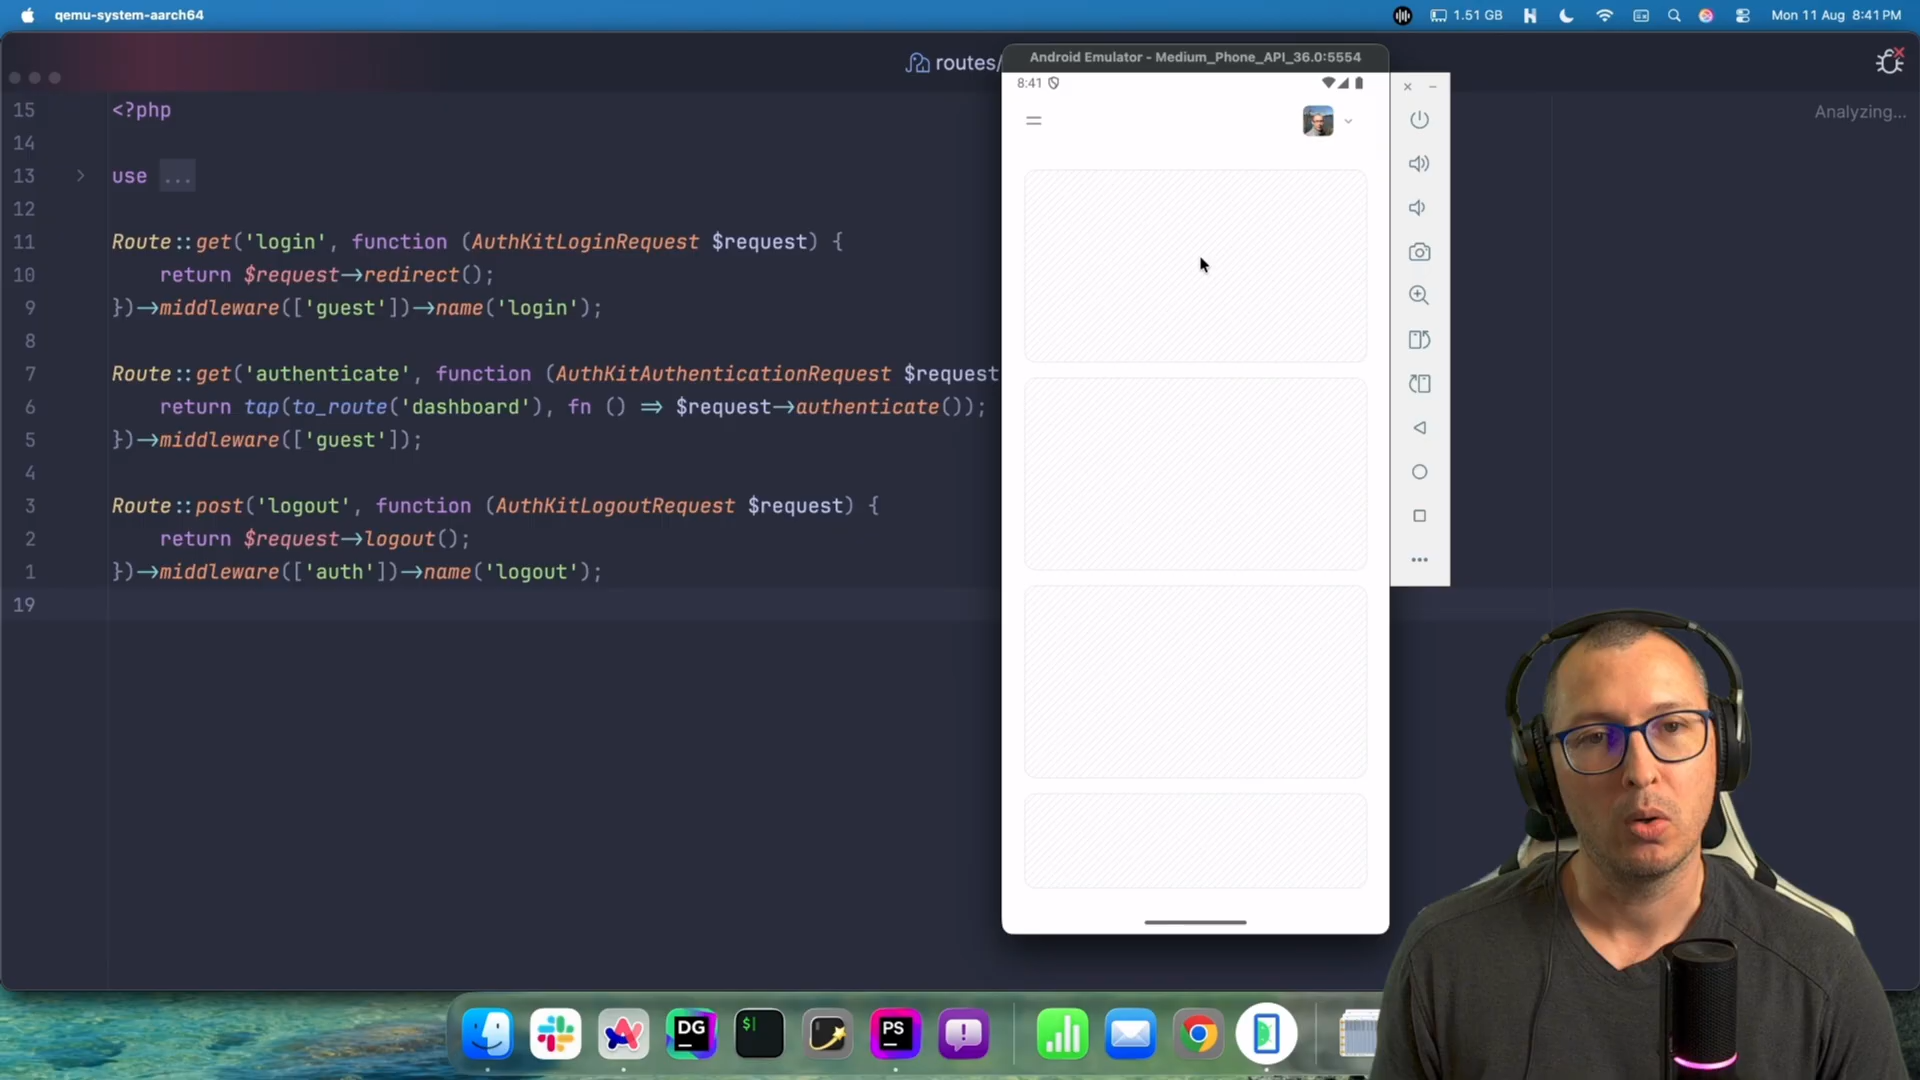 qemu-system-aarch64
1.51 GB
Mon 11 Aug 8:41 PM
routes/
Android Emulator - Medium_Phone_API_36.0:5554
8:41
Analyzing...
15 <?php
14
13 use ...
12
11 Route::get('login', function (AuthKitLoginRequest $request) {
10 return $request->redirect();
9 })->middleware(['guest'])->name('login');
8
7 Route::get('authenticate', function (AuthKitAuthenticationRequest $request
6 return tap(to_route('dashboard'), fn () => $request->authenticate());
5 })->middleware(['guest']);
4
3 Route::post('logout', function (AuthKitLogoutRequest $request) {
2 return $request->logout();
1 })->middleware(['auth'])->name('logout');
19
DG
$
PS